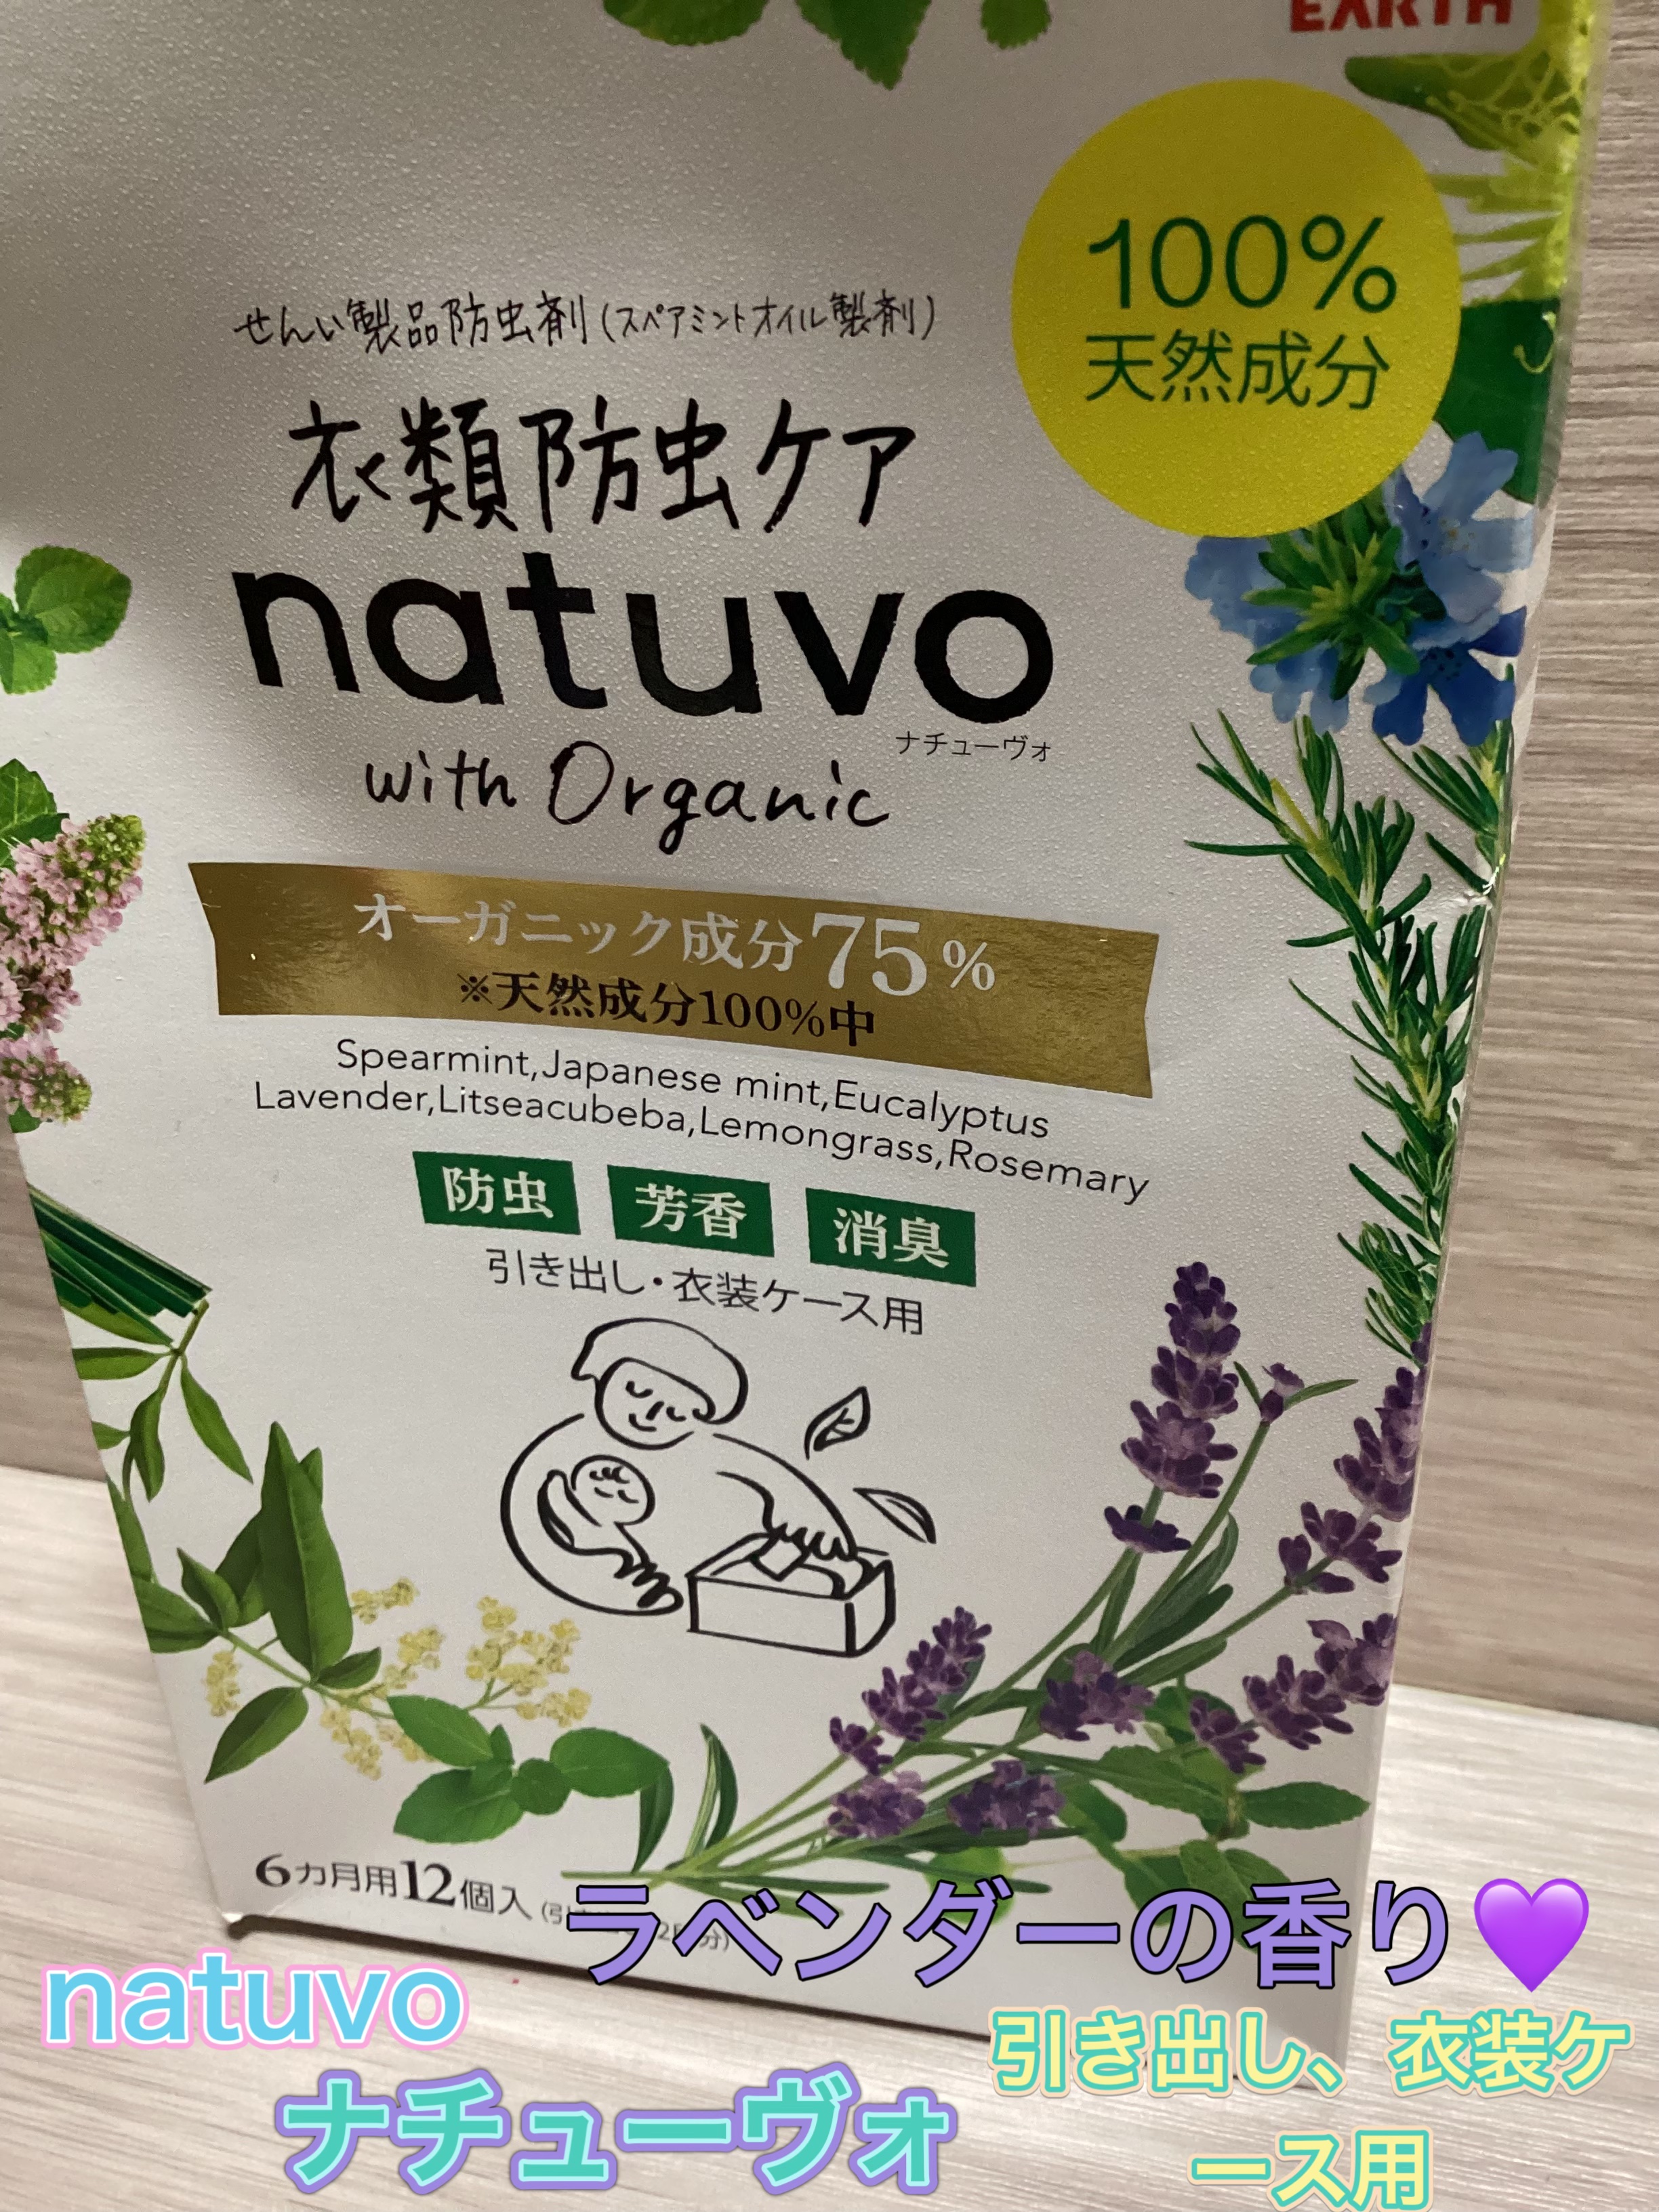 EARTH
100%
天然成分
せんい製品防虫剤(スペアミントオイル製剤)
衣類防虫ケア
natuvo
ナチューヴォ
with Organic
オーガニック成分75%
※天然成分100%中
Spearmint,Japanese mint,Eucalyptus
Lavender,Litseacubeba,Lemongrass,Rosemary
防虫 芳香 消臭
引き出し・衣装ケース用
6カ月用12個入
ラベンダーの香り💜
natuvo
ナチューヴォ
引き出し、衣装ケ
ース用